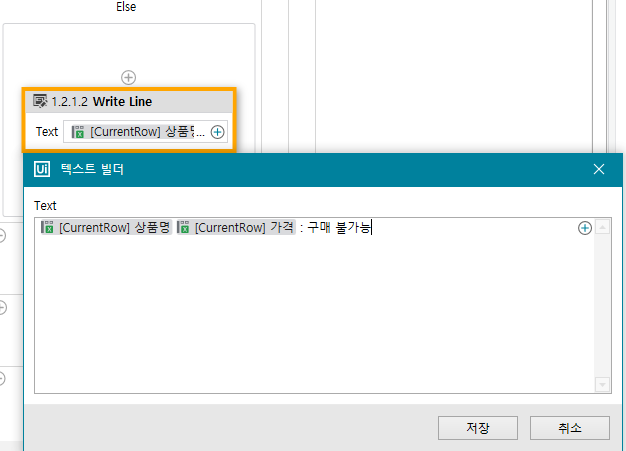 Else
1.2.1.2 Write Line
Text [CurrentRow] 상품명...
Ui 텍스트 빌더
Text
[CurrentRow] 상품명 [CurrentRow] 가격 : 구매 불가능
저장 취소